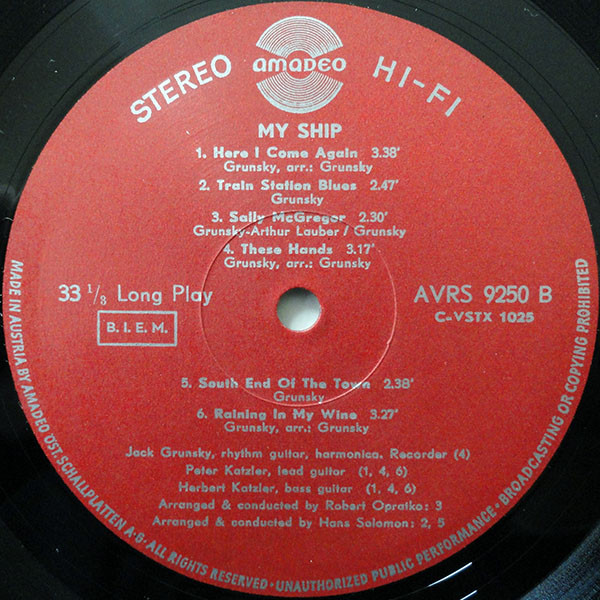 STEREO
amadeo
HI-FI
MY SHIP
1. Here I Come Again 3.38'
Grunsky, arr.: Grunsky
2. Train Station Blues 2.47'
Grunsky
3. Sally McGregor 2.30'
Grunsky-Arthur Lauber / Grunsky
4. These Hands 3.17'
Grunsky, arr.: Grunsky
33 1/3 Long Play
B. I. E. M.
AVRS 9250 B
C-VSTX 1025
5. South End Of The Town 2.38'
Grunsky
6. Raining In My Wine 3.27'
Grunsky, arr.: Grunsky
Jack Grunsky, rhythm guitar, harmonica. Recorder (4)
Peter Katzler, lead guitar (1, 4, 6)
Herbert Katzler, bass guitar (1, 4, 6)
Arranged & conducted by Robert Opratko: 3
Arranged & conducted by Hans Solomon: 2, 5
MADE IN AUSTRIA BY AMADEO ÖST. SCHALLPLATTEN A·G · ALL RIGHTS RESERVED · UNAUTHORIZED PUBLIC PERFORMANCE · BROADCASTING OR COPYING PROHIBITED